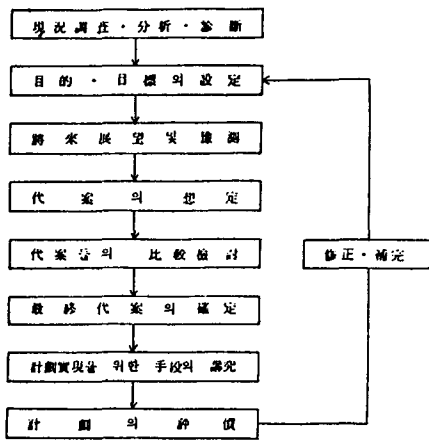 現況調査・分析・診斷
目的・目標의 設定
將來展望 및 豫測
代案의 想定
代案들의 比較檢討
修正・補完
最終代案의 確定
計劃實現을 위한 手段의 講究
計劃의 評價